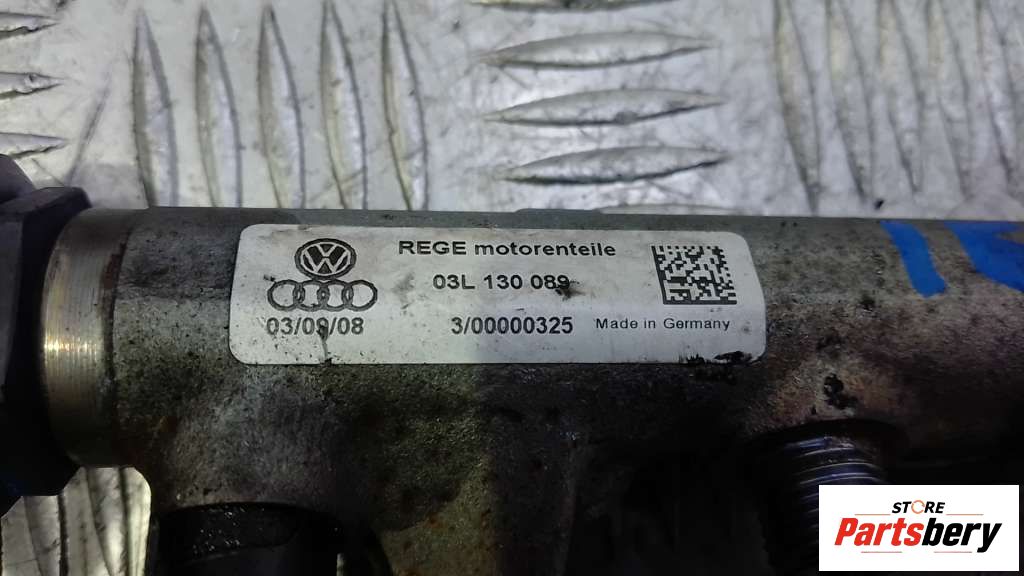 REGE motorenteile
03L 130 089
03/09/08 3/00000325 Made in Germany
STORE
Partsbery